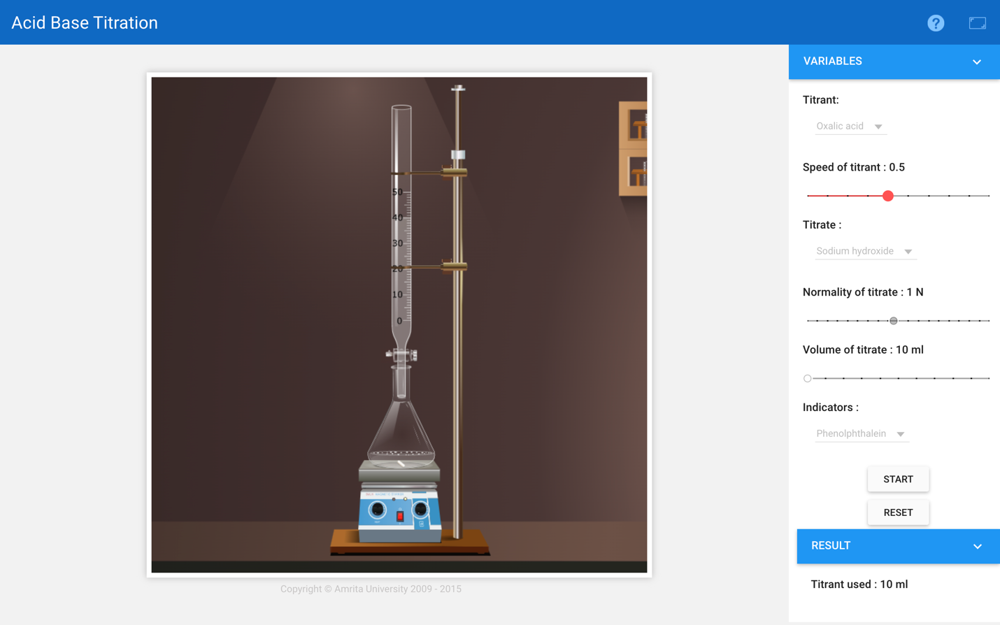 Acid Base Titration
?
VARIABLES
Titrant:
Oxalic acid
Speed of titrant : 0.5
Titrate :
Sodium hydroxide
Normality of titrate : 1 N
Volume of titrate : 10 ml
Indicators :
Phenolphthalein
START
RESET
RESULT
Titrant used : 10 ml
50
40
30
20
10
0
Copyright © Amrita University 2009 - 2015